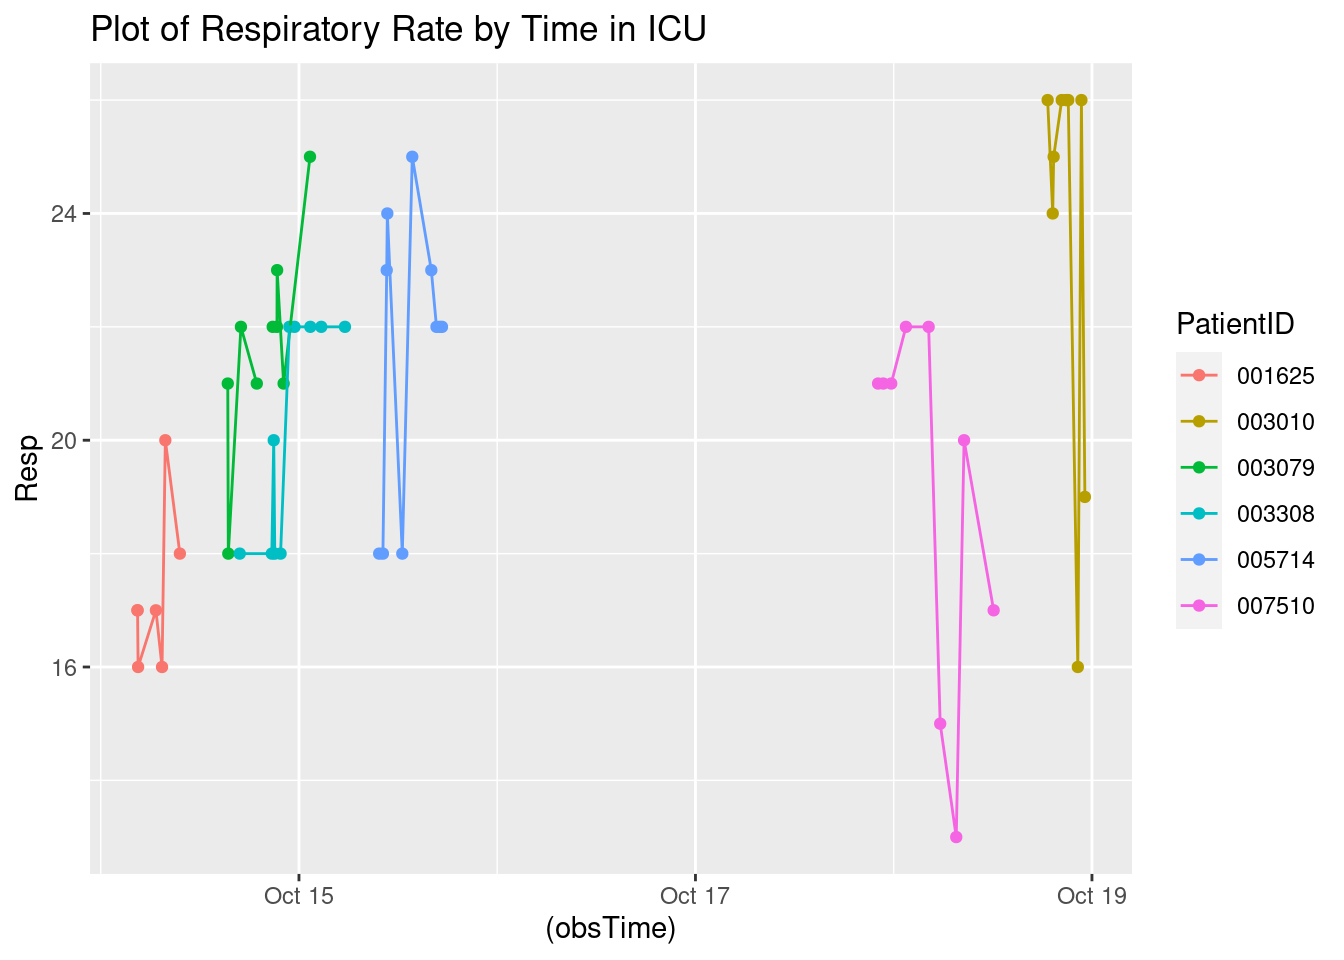 Plot of Respiratory Rate by Time in ICU
Resp
24
20
16
Oct 15
Oct 17
Oct 19
(obsTime)
PatientID
001625
003010
003079
003308
005714
007510